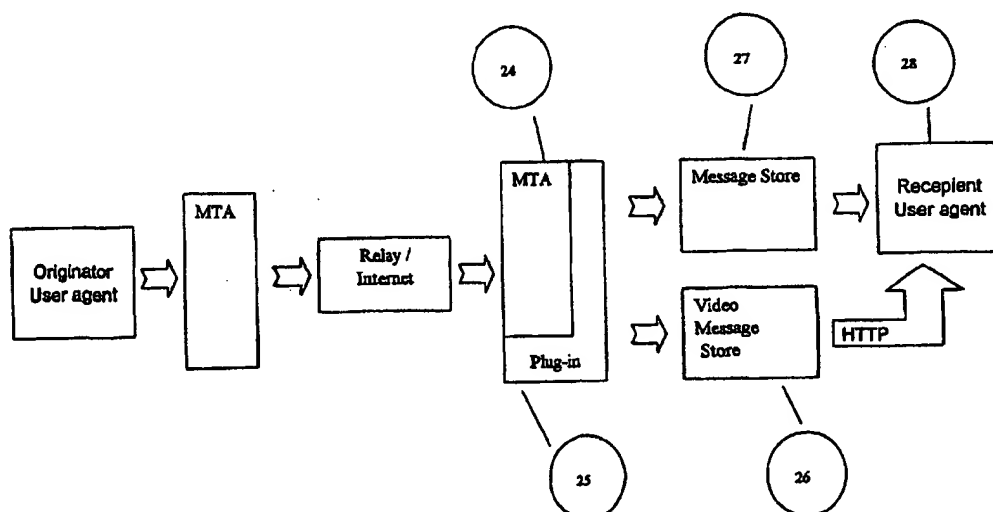 24
27
28
MTA
MTA
Message Store
Recepient
User agent
Originator
User agent
Relay /
Internet
Plug-in
Video
Message
Store
HTTP
25
26